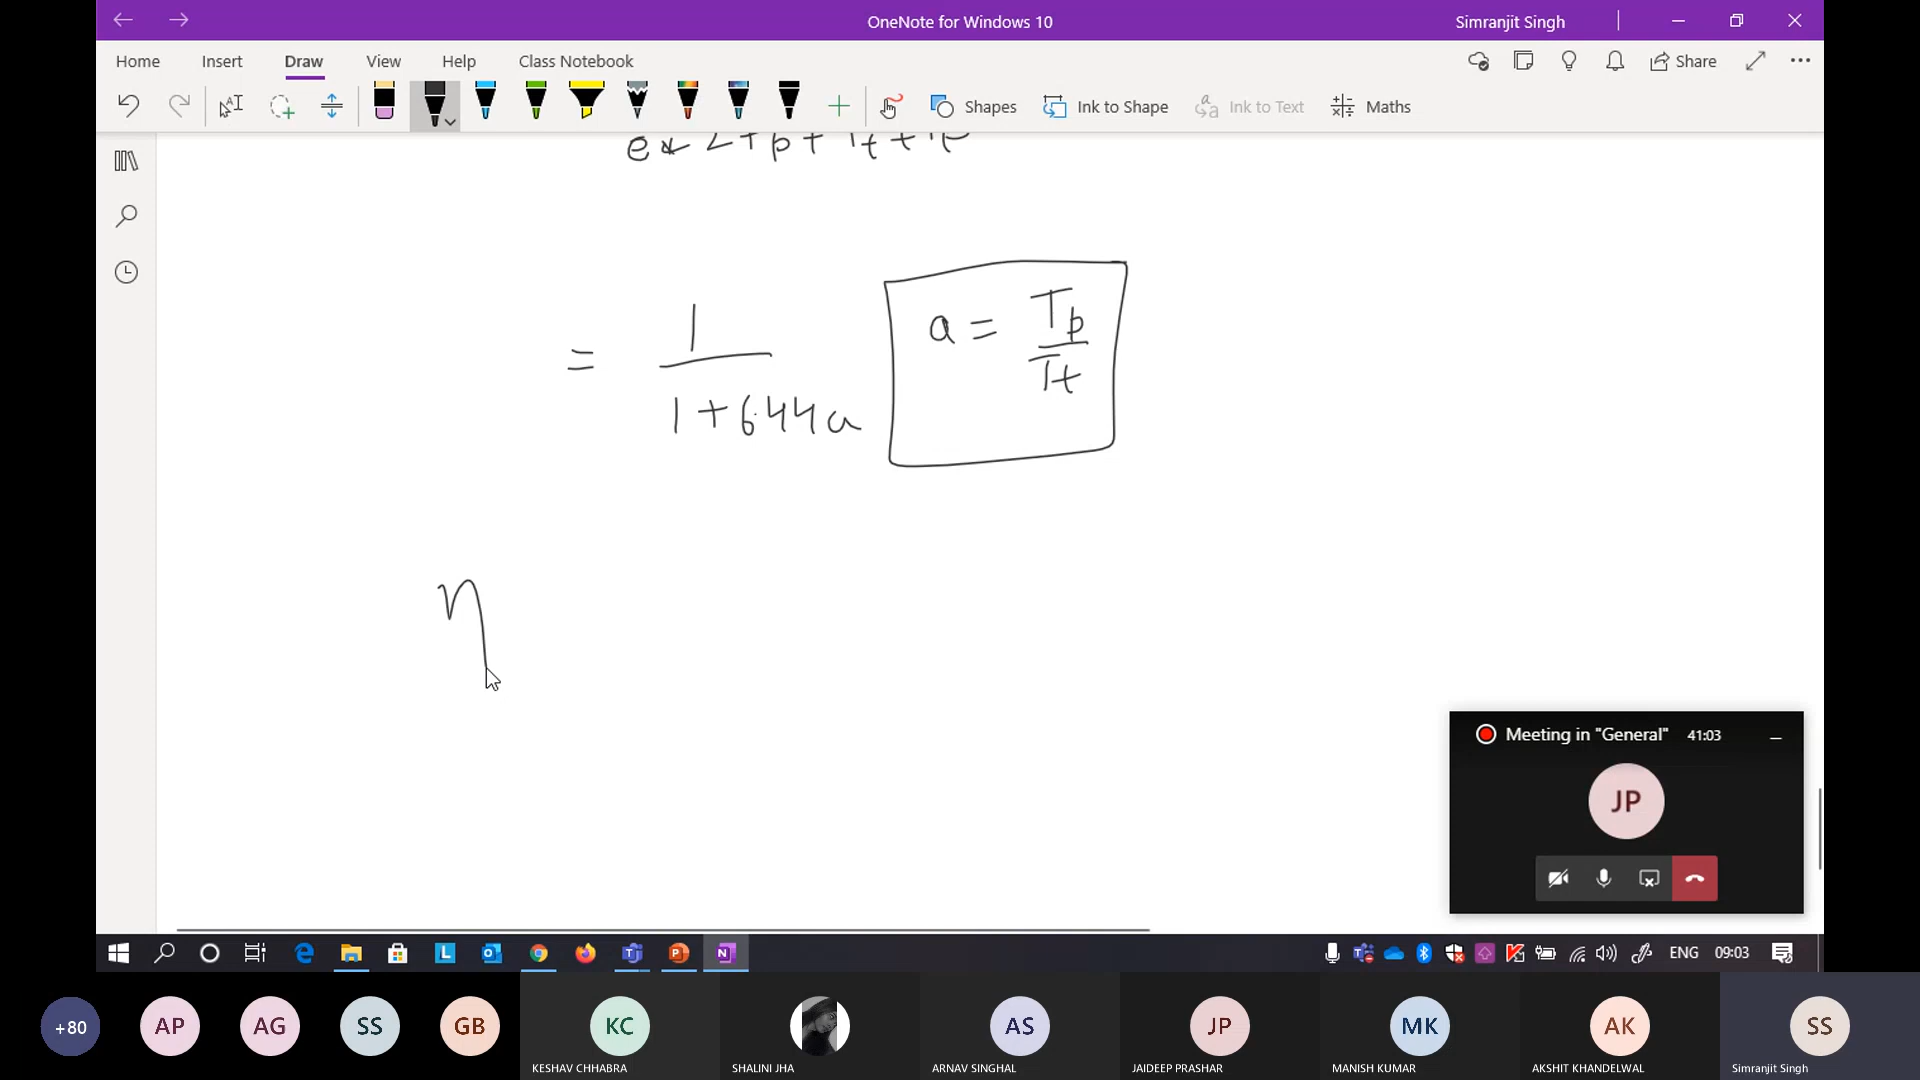 OneNote for Windows 10
Simranjit Singh
Home Insert Draw View Help Class Notebook
Share
Shapes Ink to Shape Ink to Text Maths
= 1 / 1 + 6.44a
a = Tp / Tt
η
Meeting in "General" 41:03
JP
ENG 09:03
+80 AP AG SS GB KC AS JP MK AK SS
KESHAV CHHABRA SHALINI JHA ARNAV SINGHAL JAIDEEP PRASHAR MANISH KUMAR AKSHIT KHANDELWAL Simranjit Singh